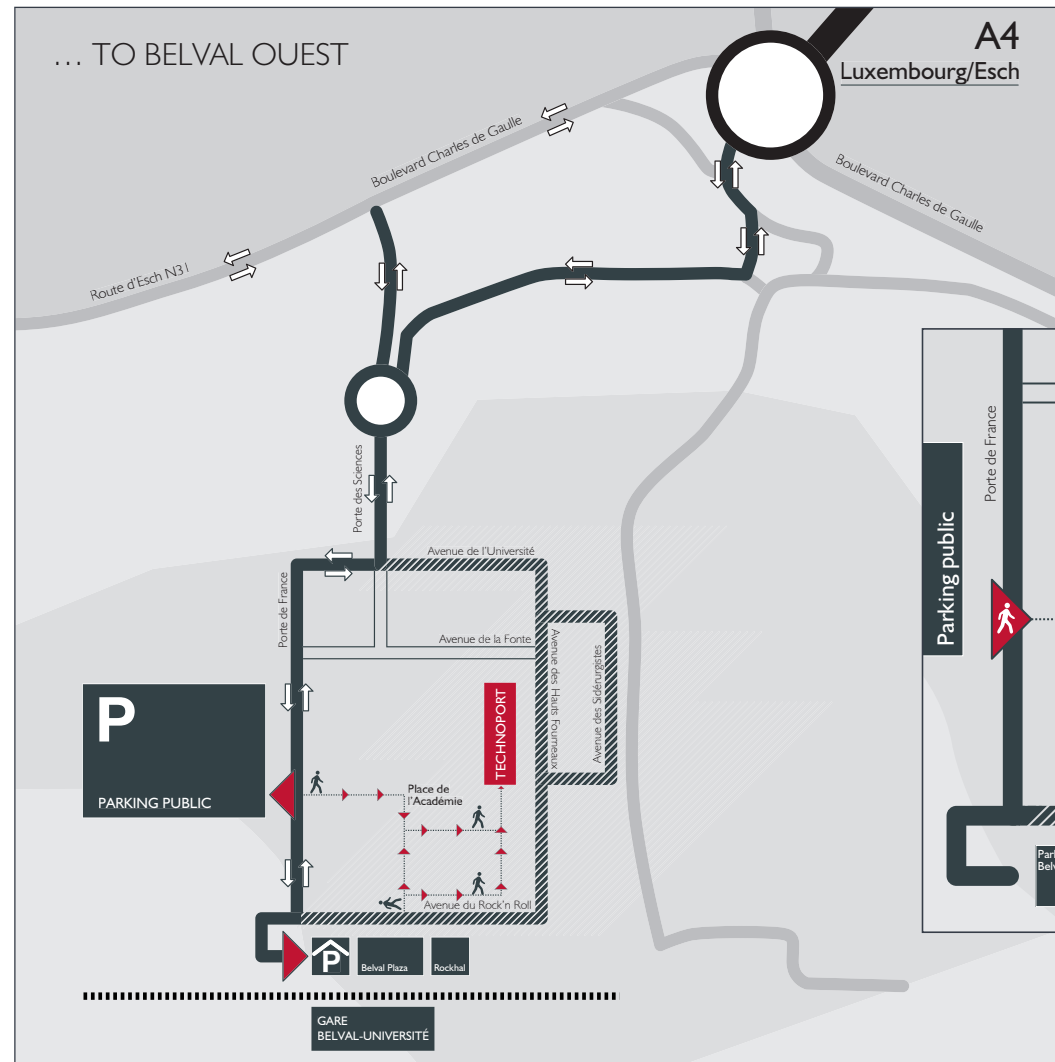 ... TO BELVAL OUEST
A4
Luxembourg/Esch
Boulevard Charles de Gaulle
Boulevard Charles de Gaulle
Route d'Esch N31
Porte des Sciences
Avenue de l'Université
Porte de France
Avenue de la Fonte
Avenue des Hauts Fourneaux
Avenue des Sidérurgistes
P
PARKING PUBLIC
TECHNOPORT
Place de
l'Académie
Avenue du Rock'n Roll
P
Belval Plaza
Rockhal
GARE
BELVAL-UNIVERSITÉ
Porte de France
Parking public